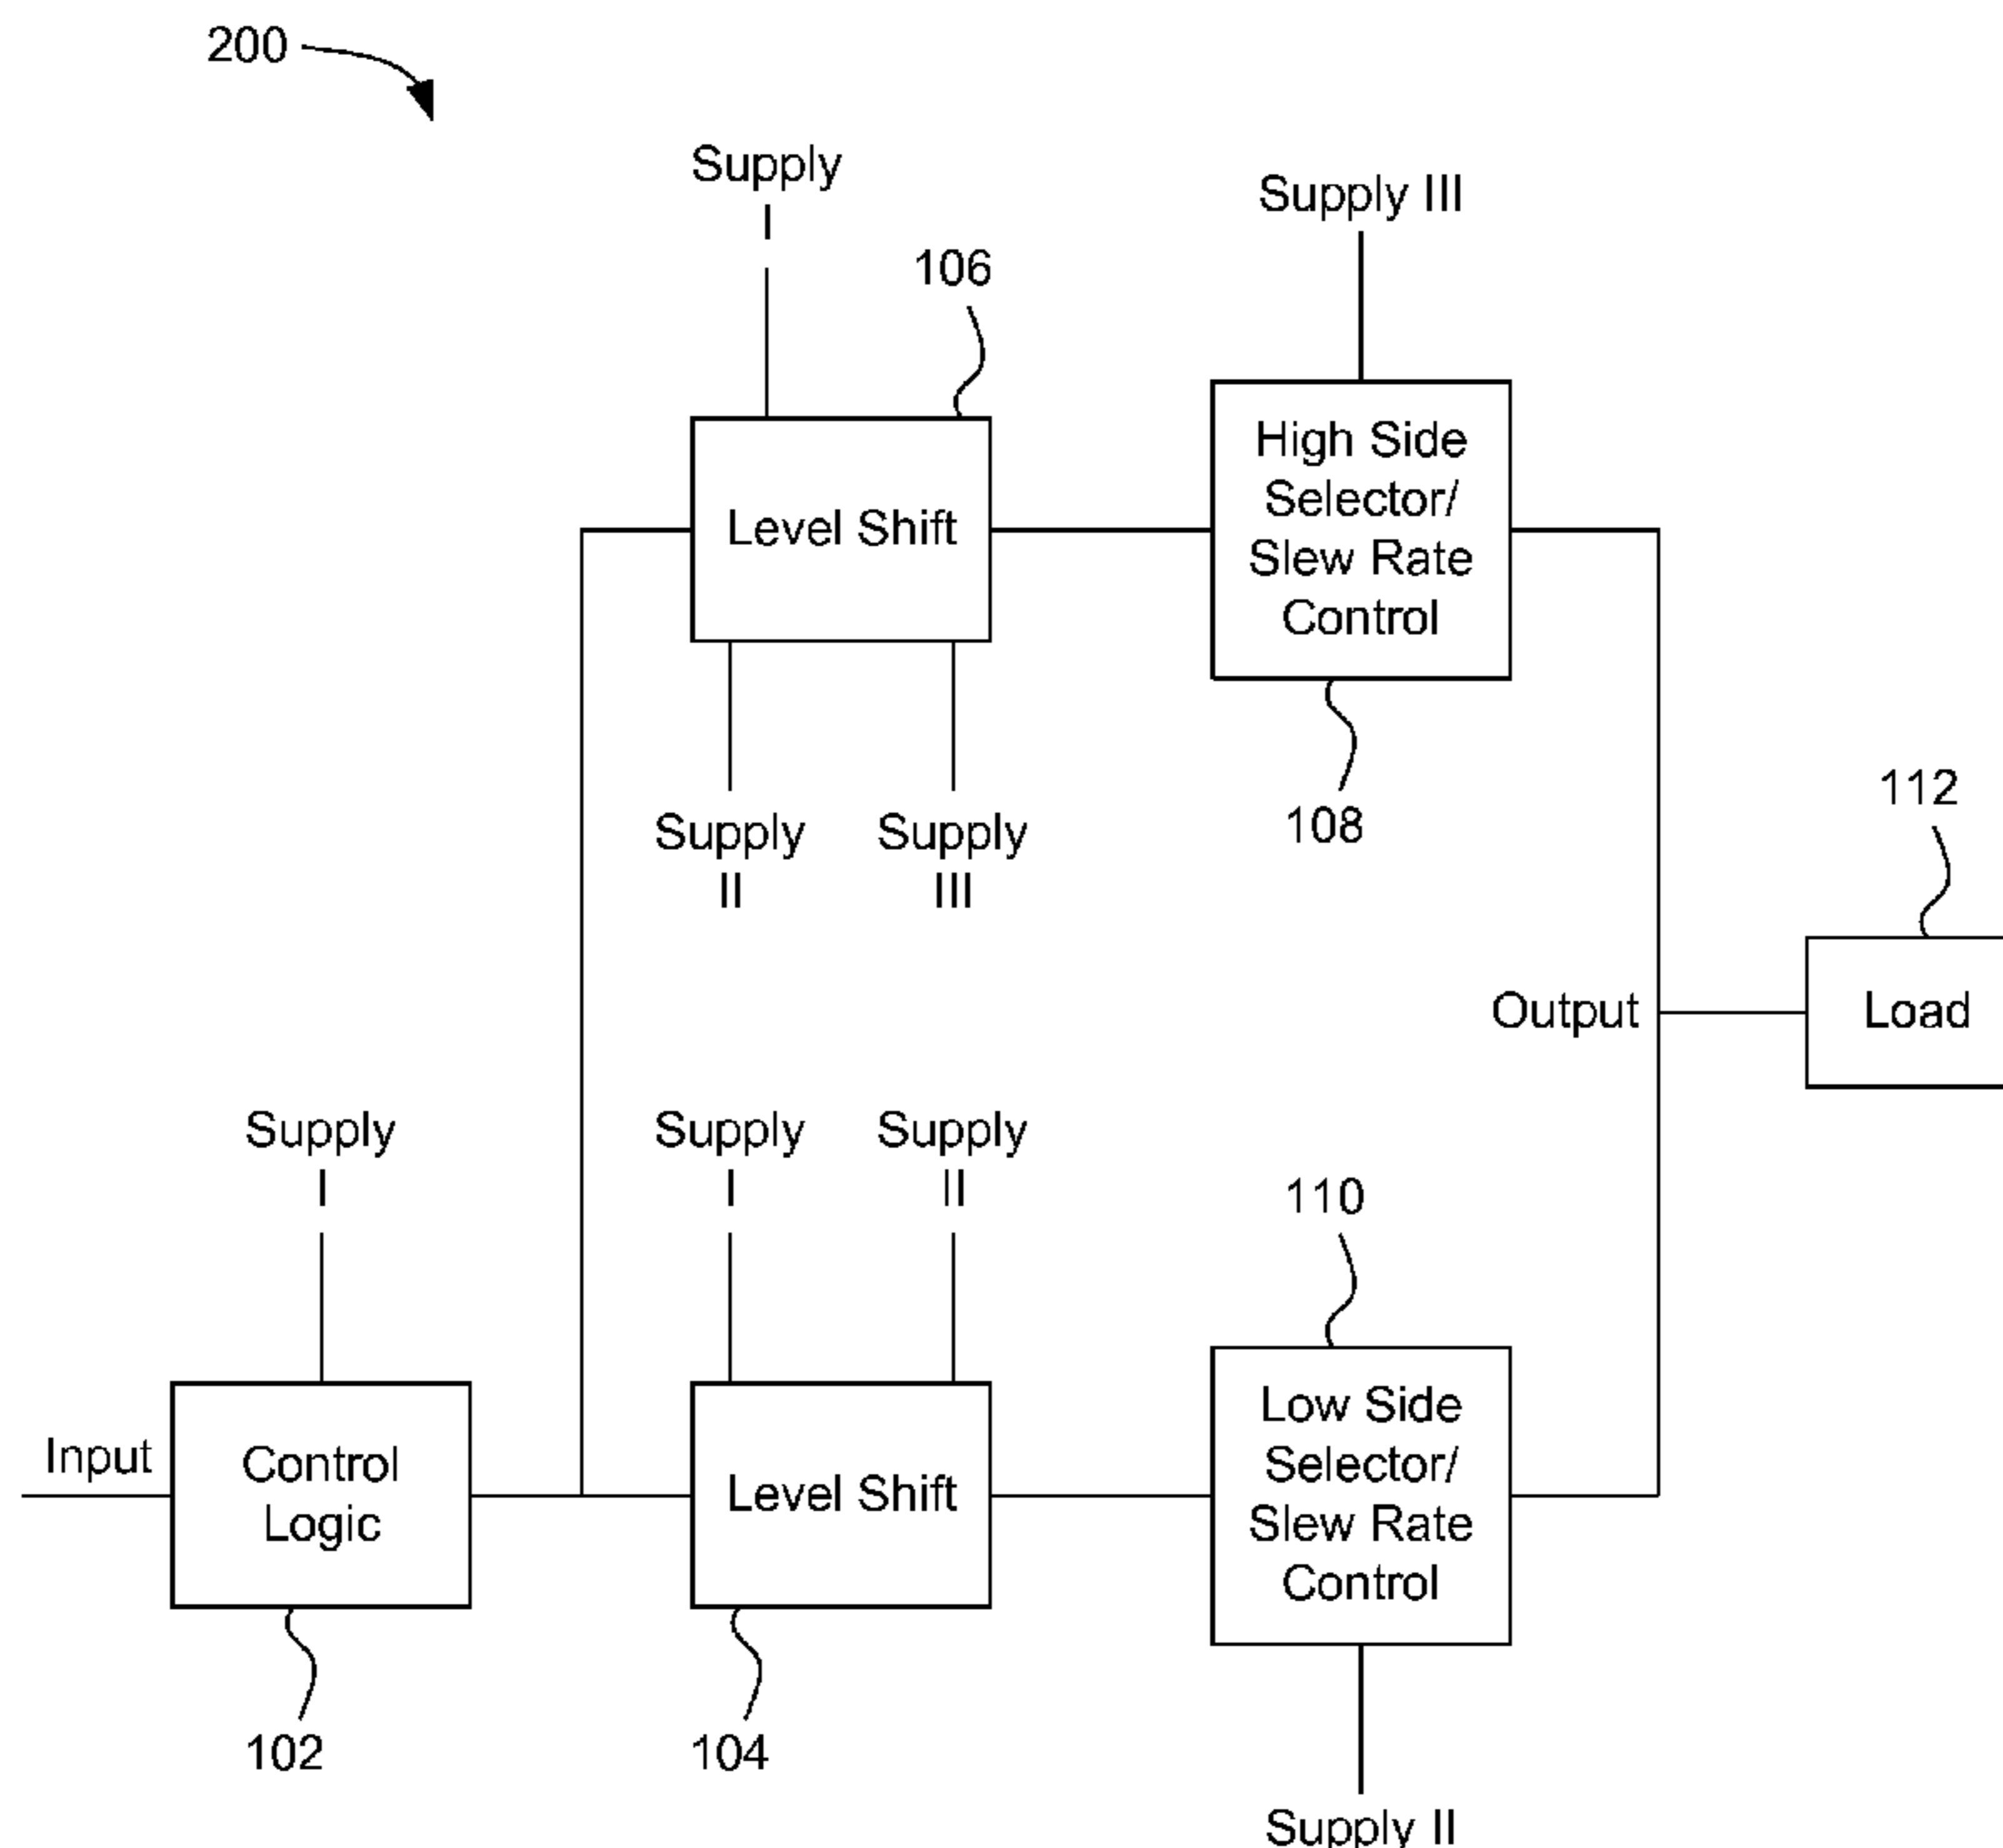 200
Supply
I
Supply III
106
Level Shift
High Side
Selector/
Slew Rate
Control
Supply
II
Supply
III
108
112
Output
Load
Supply
I
Supply
I
Supply
II
110
Input
Control
Logic
Level Shift
Low Side
Selector/
Slew Rate
Control
102
104
Supply II